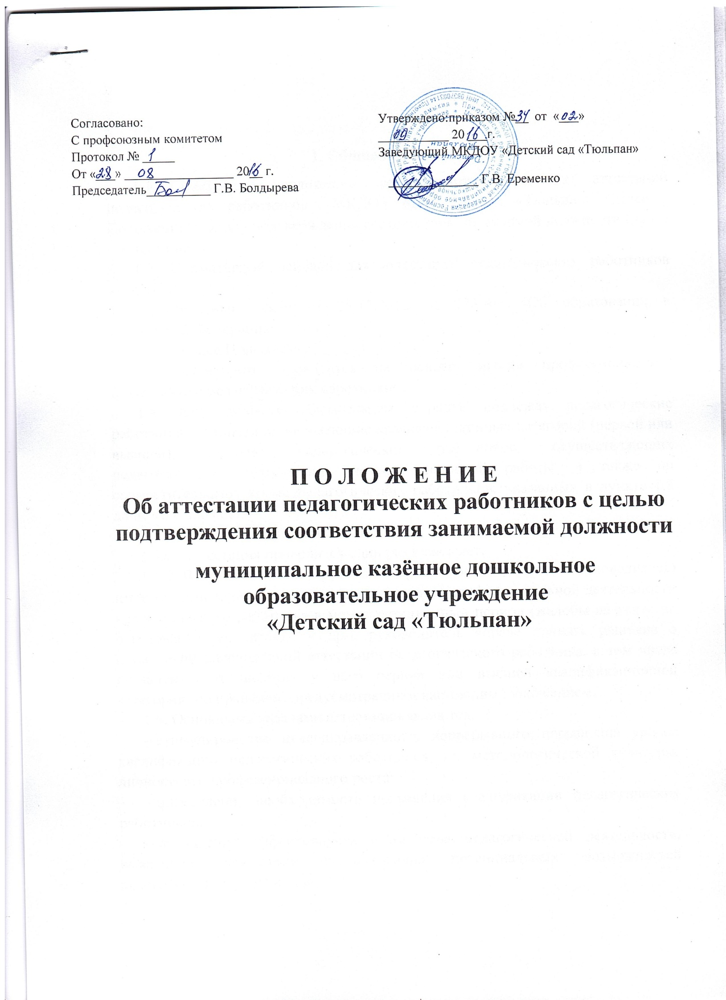 Согласовано:
С профсоюзным комитетом
Протокол № 1
От «28» 08 2016 г.
Председатель Г.В. Болдырева
Утверждено:приказом №34 от «02»
09 2016 г.
Заведующий МКДОУ «Детский сад «Тюльпан»
Г.В. Еременко
П О Л О Ж Е Н И Е
Об аттестации педагогических работников с целью
подтверждения соответствия занимаемой должности
муниципальное казённое дошкольное
образовательное учреждение
«Детский сад «Тюльпан»